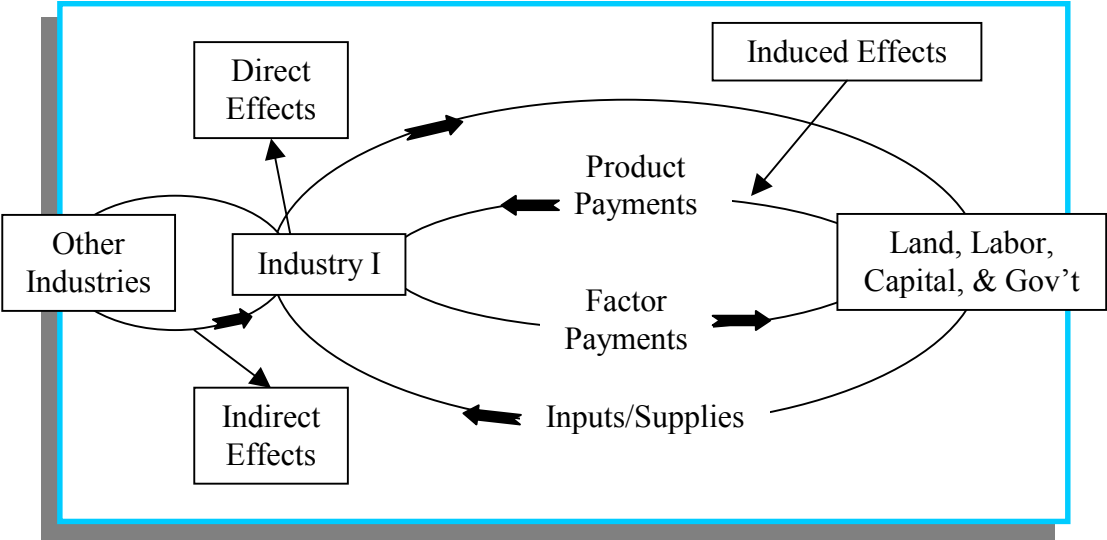 Induced Effects
Direct
Effects
Product
Payments
Other
Industries
Industry I
Land, Labor,
Capital, & Gov’t
Factor
Payments
Indirect
Effects
Inputs/Supplies